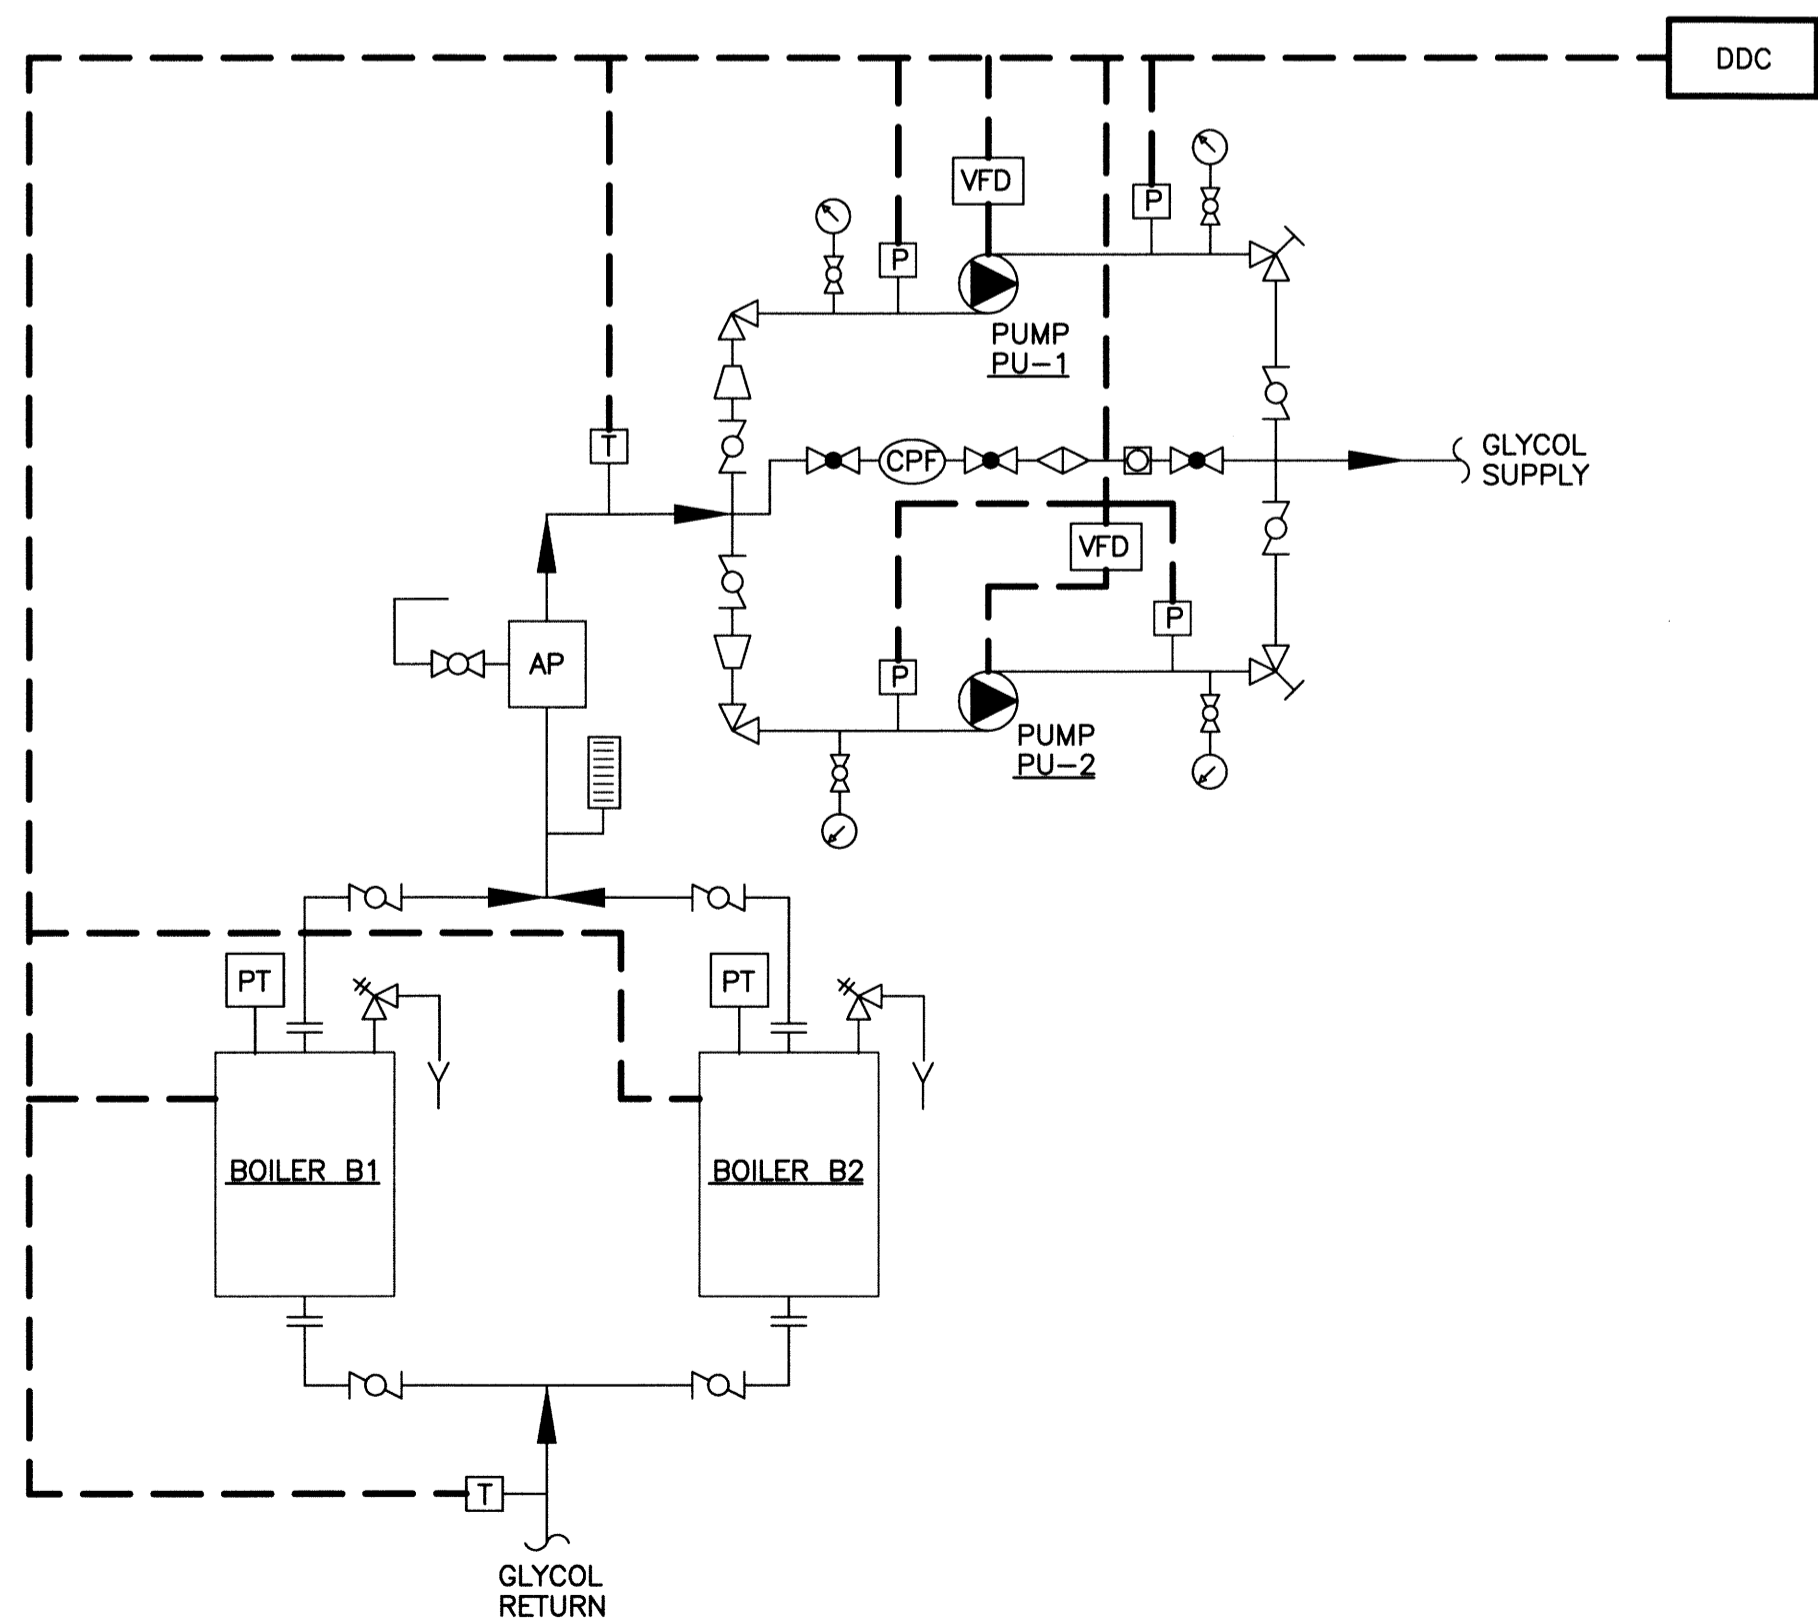 DDC
VFD
P
P
PUMP
PU-1
T
CPF
GLYCOL
SUPPLY
VFD
P
P
AP
PUMP
PU-2
PT
PT
BOILER B1
BOILER B2
T
GLYCOL
RETURN